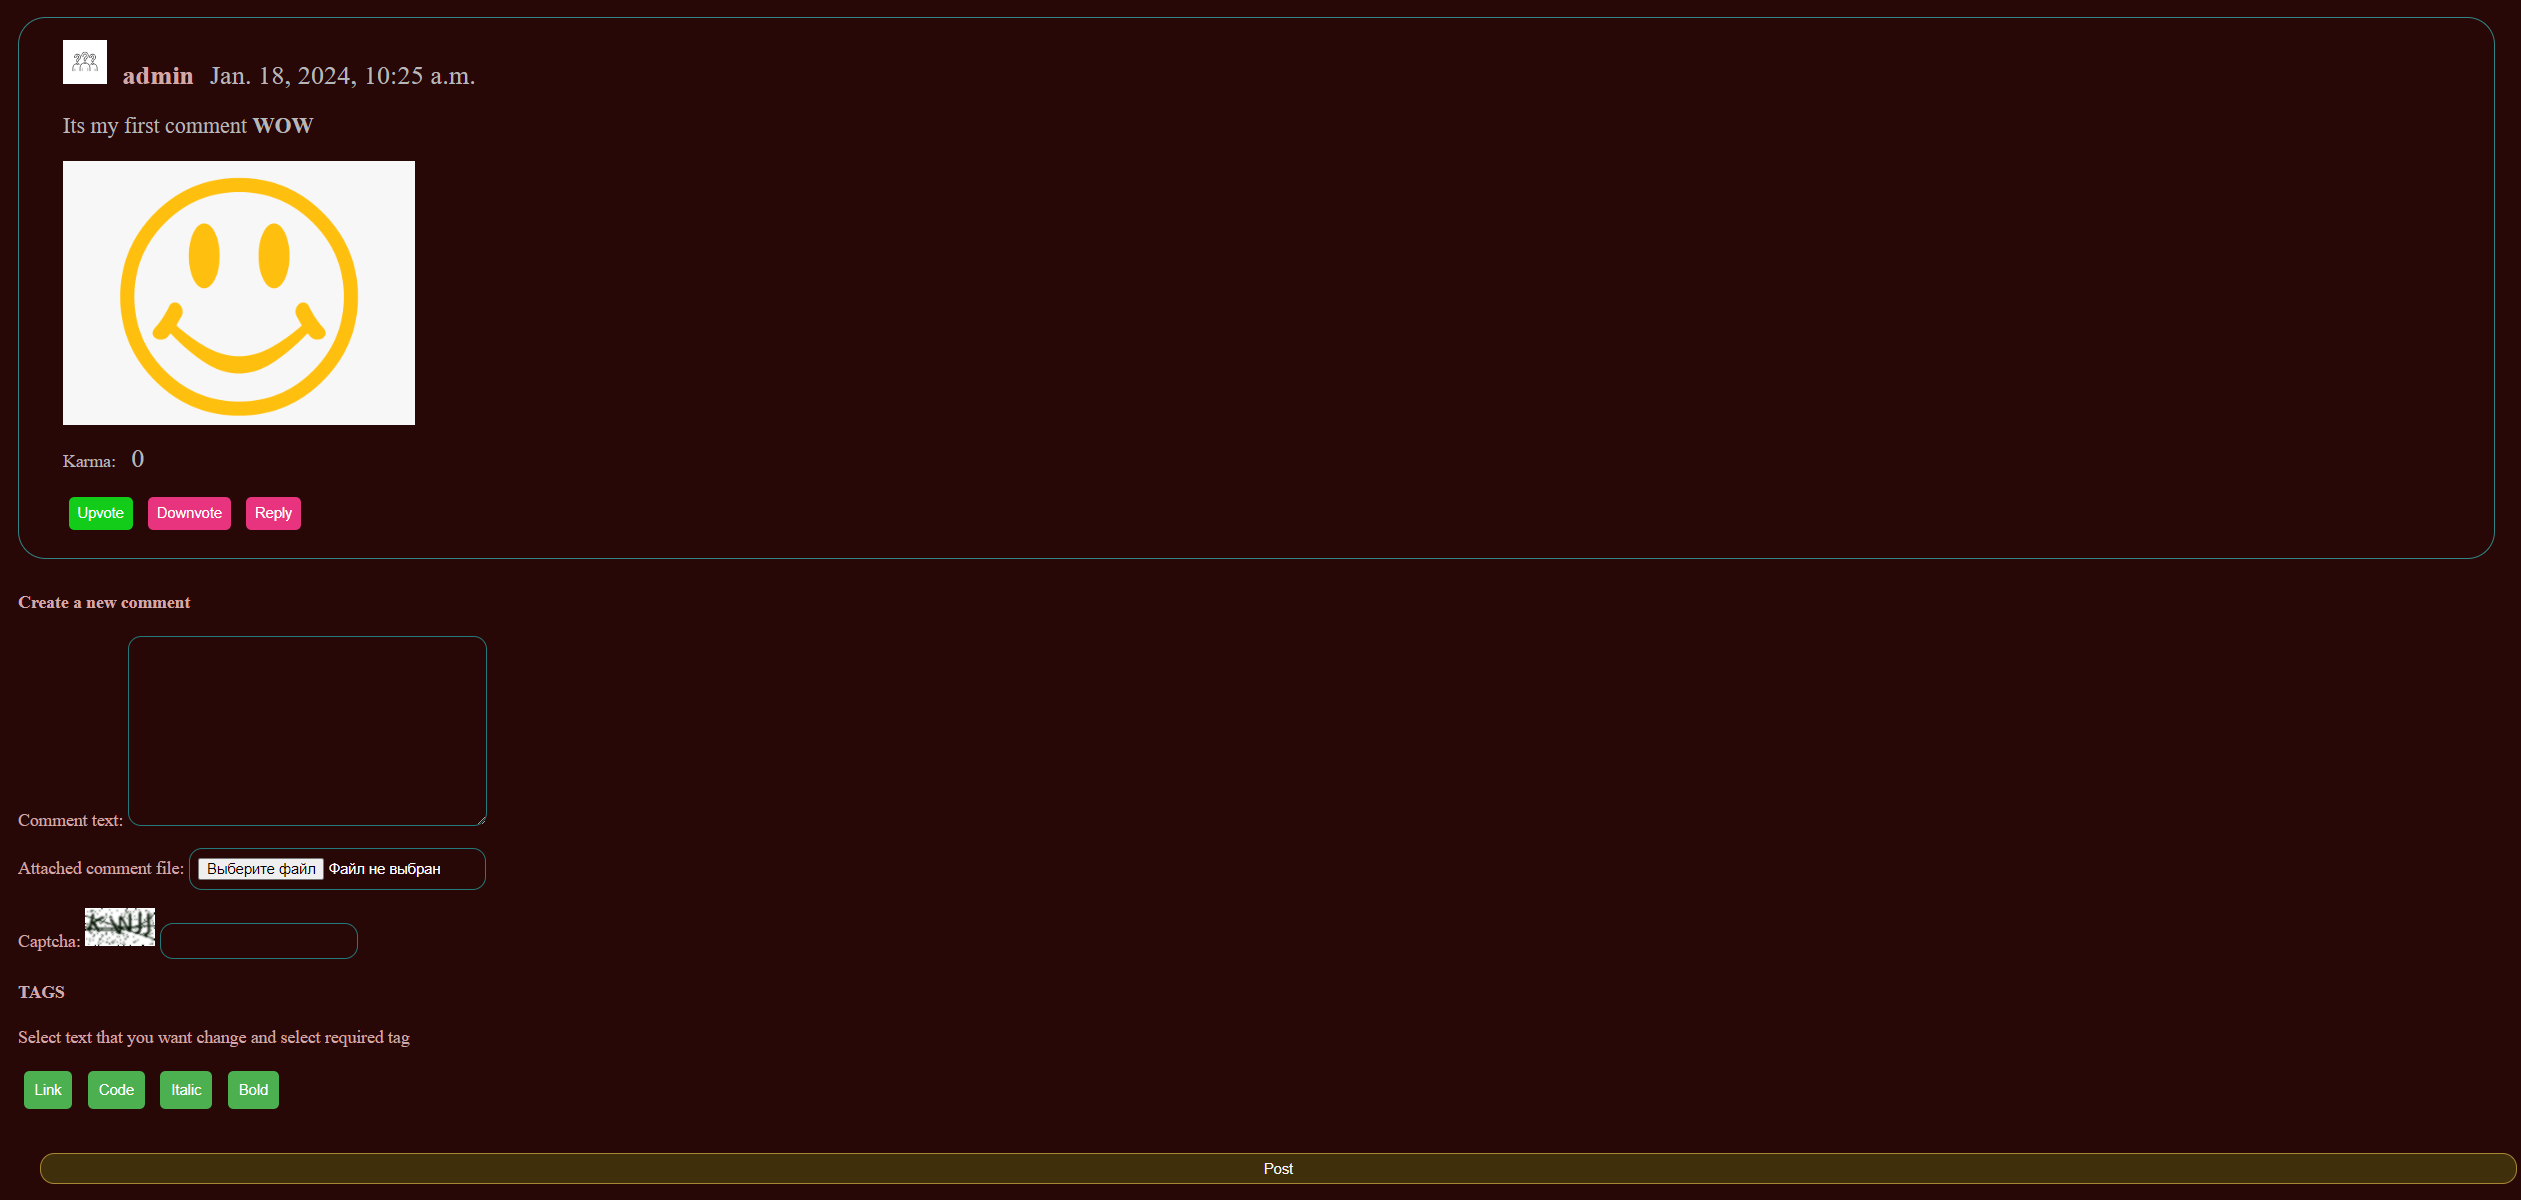 admin Jan. 18, 2024, 10:25 a.m.
Its my first comment WOW
Karma: 0
Upvote Downvote Reply
Create a new comment
Comment text:
Attached comment file: Выберите файл Файл не выбран
Captcha:
TAGS
Select text that you want change and select required tag
Link Code Italic Bold
Post